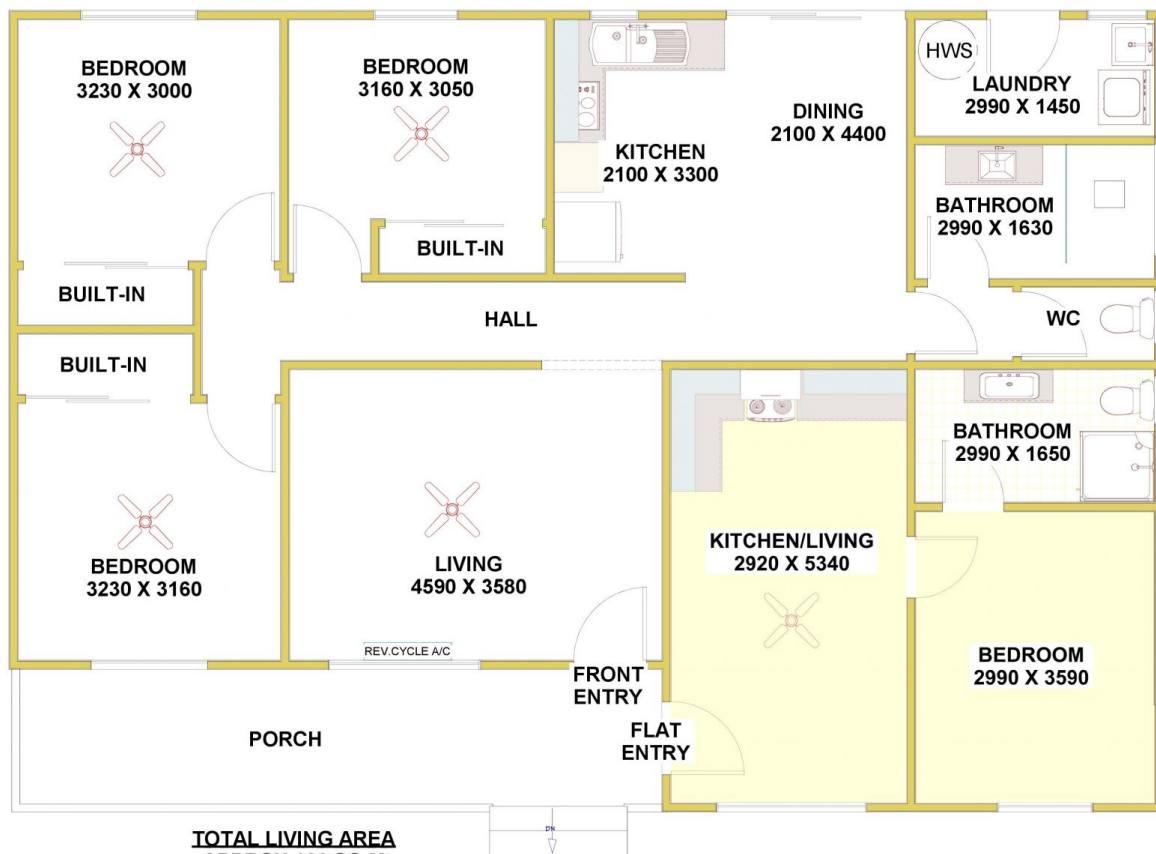 BEDROOM
3230 X 3000
BEDROOM
3160 X 3050
DINING
2100 X 4400
KITCHEN
2100 X 3300
HWS
LAUNDRY
2990 X 1450
BATHROOM
2990 X 1630
BUILT-IN
BUILT-IN
HALL
WC
BUILT-IN
BATHROOM
2990 X 1650
BEDROOM
3230 X 3160
LIVING
4590 X 3580
KITCHEN/LIVING
2920 X 5340
REV.CYCLE A/C
BEDROOM
2990 X 3590
FRONT
ENTRY
FLAT
ENTRY
PORCH
DN
TOTAL LIVING AREA